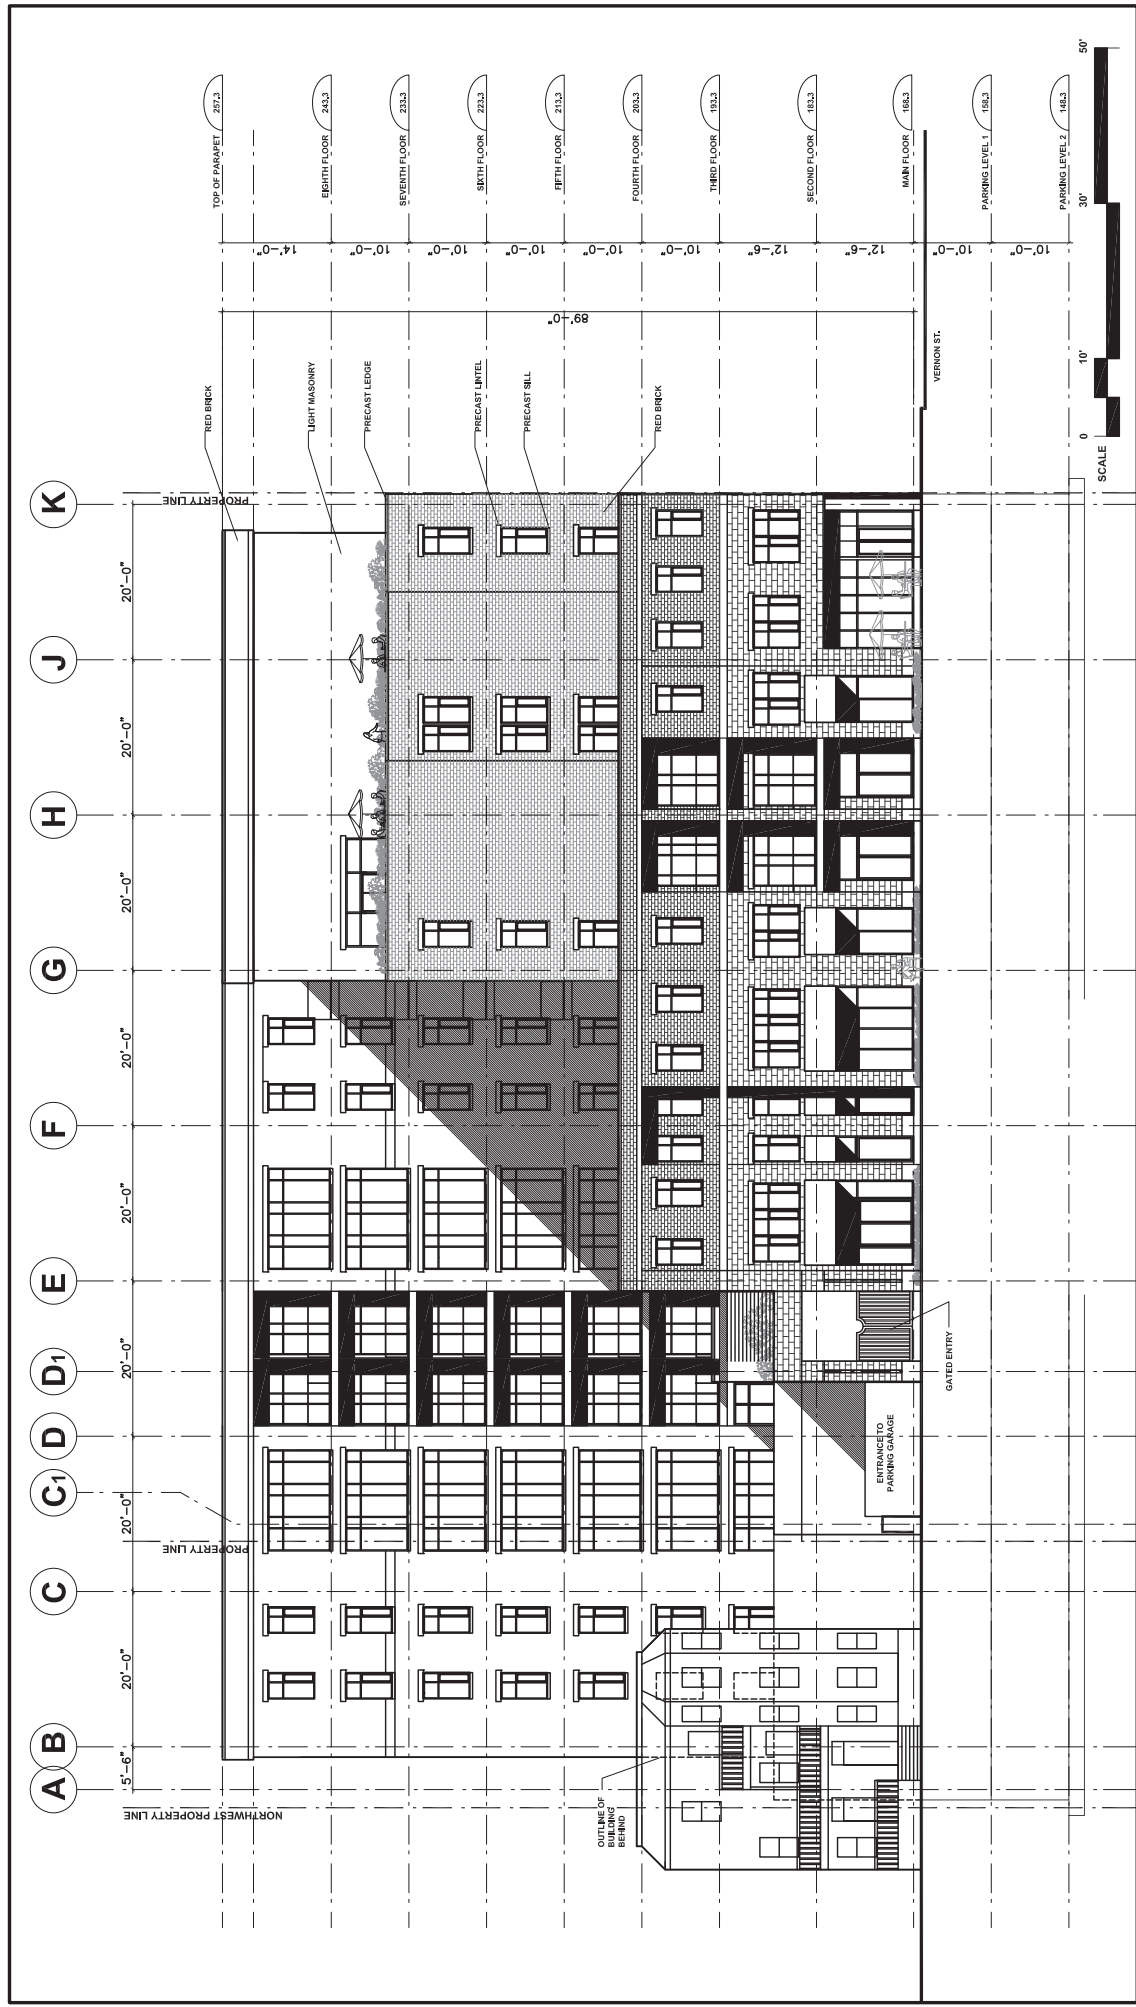 K
J
H
G
F
E
D1
D
C1
C
B
A
20'-0"
20'-0"
20'-0"
20'-0"
20'-0"
20'-0"
20'-0"
20'-0"
5'-6"
PROPERTY LINE
PROPERTY LINE
NORTHWEST PROPERTY LINE
257.3
TOP OF PARAPET
243.3
EIGHTH FLOOR
233.3
SEVENTH FLOOR
223.3
SIXTH FLOOR
213.3
FIFTH FLOOR
203.3
FOURTH FLOOR
193.3
THIRD FLOOR
183.3
SECOND FLOOR
168.3
MAIN FLOOR
158.3
PARKING LEVEL 1
148.3
PARKING LEVEL 2
14'-0"
10'-0"
10'-0"
10'-0"
10'-0"
10'-0"
12'-6"
12'-6"
10'-0"
10'-0"
89'-0"
RED BRICK
LIGHT MASONRY
PRECAST LEDGE
PRECAST LINTEL
PRECAST SILL
RED BRICK
VERNON ST.
GATED ENTRY
ENTRANCE TO
PARKING GARAGE
OUTLINE OF
BUILDING
BEHIND
SCALE
0
10'
30'
50'